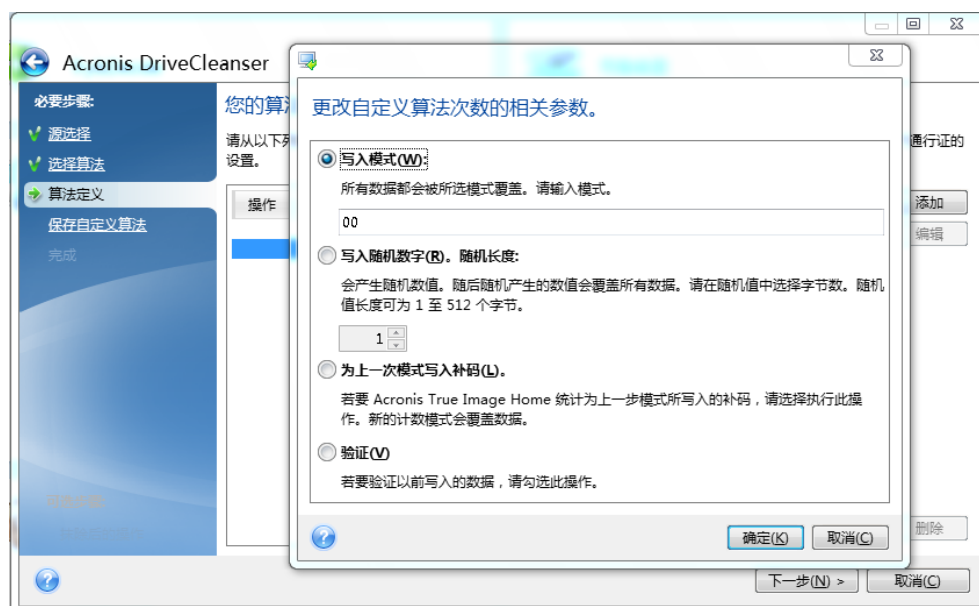 Acronis DriveCleanser
必要步骤:
源选择
选择算法
算法定义
保存自定义算法
完成
您的算
请从以下列
通行证的
设置。
操作
添加
编辑
删除
更改自定义算法次数的相关参数。
写入模式(W):
所有数据都会被所选模式覆盖。请输入模式。
00
写入随机数字(R)。随机长度:
会产生随机数值。随后随机产生的数值会覆盖所有数据。请在随机值中选择字节数。随机
值长度可为 1 至 512 个字节。
1
为上一次模式写入补码(L)。
若要 Acronis True Image Home 统计为上一步模式所写入的补码，请选择执行此操
作。新的计数模式会覆盖数据。
验证(V)
若要验证以前写入的数据，请勾选此操作。
确定(K)
取消(C)
下一步(N) >
取消(C)